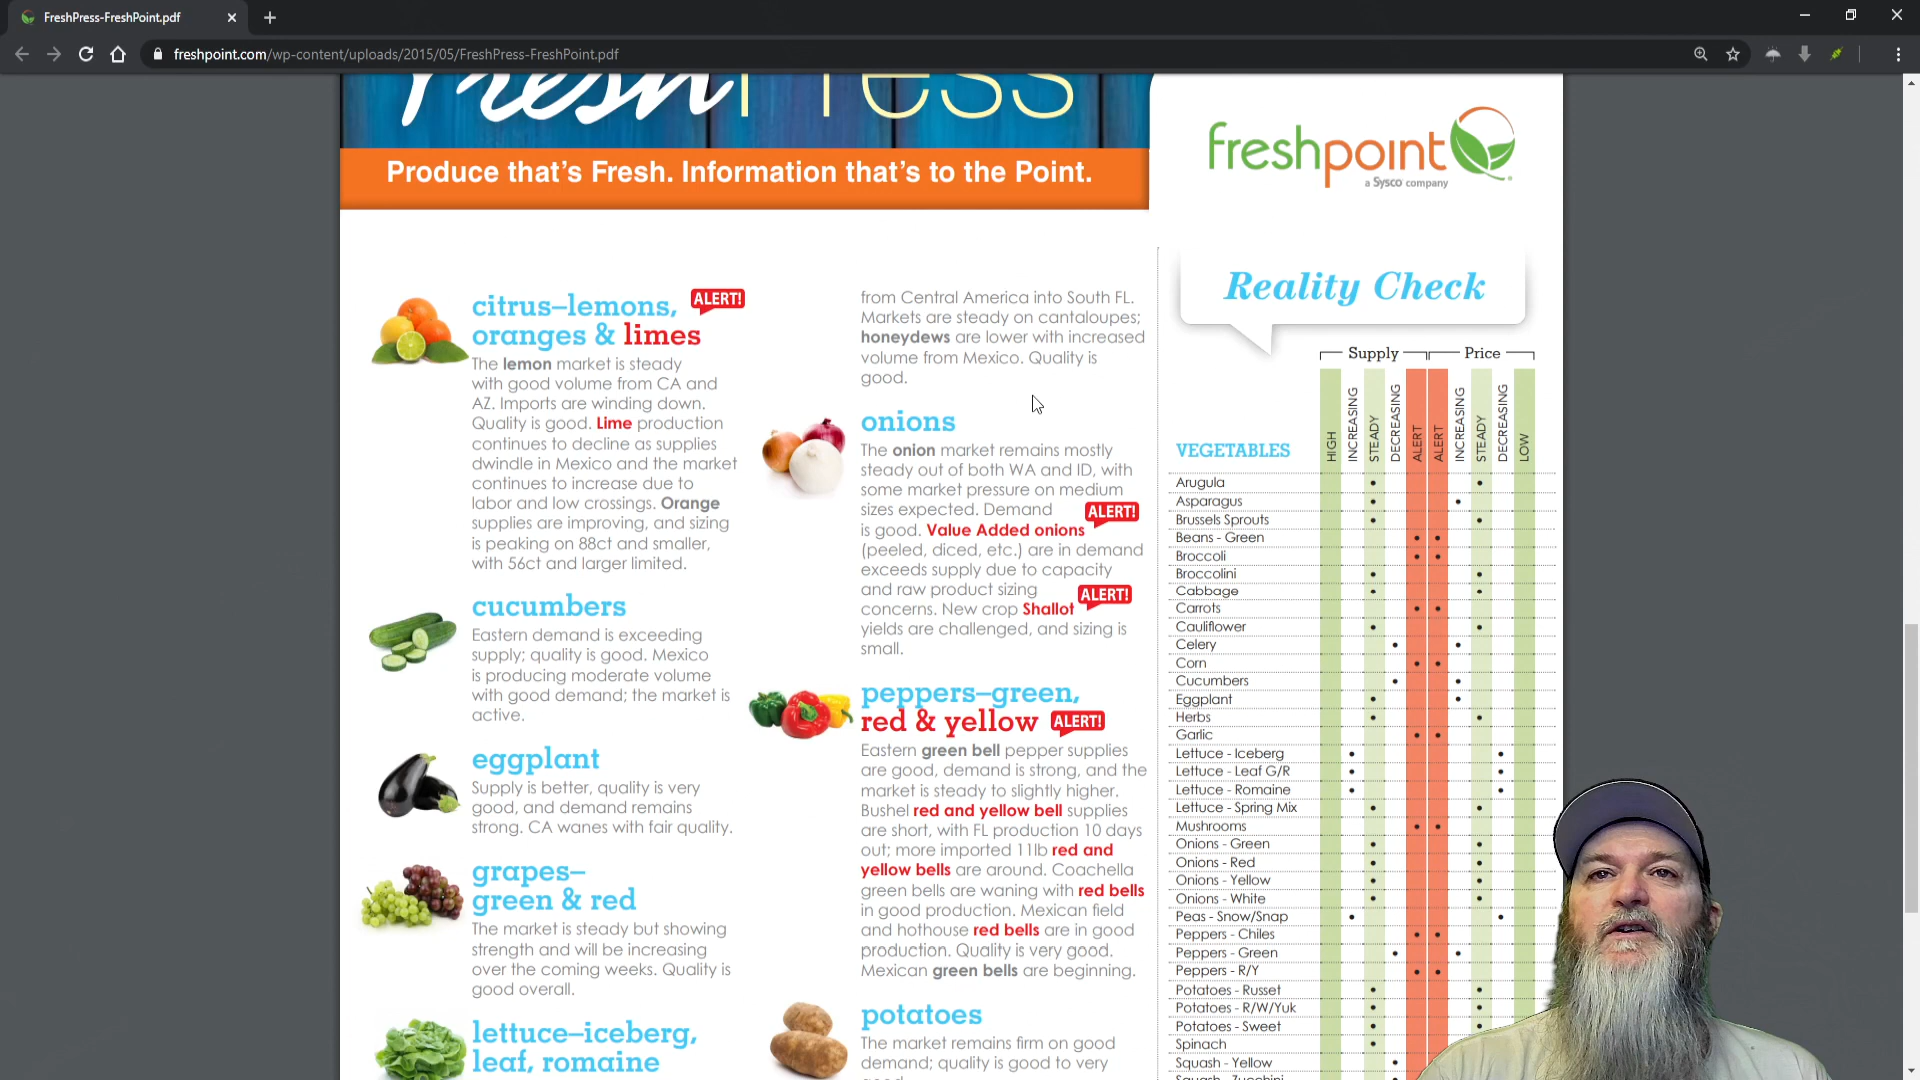 FreshPress-FreshPoint.pdf
freshpoint.com/wp-content/uploads/2015/05/FreshPress-FreshPoint.pdf
FreshPress
Produce that's Fresh. Information that's to the Point.
freshpoint
a Sysco company
citrus–lemons,
oranges & limes
ALERT!
The lemon market is steady
with good volume from CA and
AZ. Imports are winding down.
Quality is good. Lime production
continues to decline as supplies
dwindle in Mexico and the market
continues to increase due to
labor and low crossings. Orange
supplies are improving, and sizing
is peaking on 88ct and smaller,
with 56ct and larger limited.
cucumbers
Eastern demand is exceeding
supply; quality is good. Mexico
is producing moderate volume
with good demand; the market is
active.
eggplant
Supply is better, quality is very
good, and demand remains
strong. CA wanes with fair quality.
grapes–
green & red
The market is steady but showing
strength and will be increasing
over the coming weeks. Quality is
good overall.
lettuce–iceberg,
leaf, romaine
from Central America into South FL.
Markets are steady on cantaloupes;
honeydews are lower with increased
volume from Mexico. Quality is
good.
onions
The onion market remains mostly
steady out of both WA and ID, with
some market pressure on medium
sizes expected. Demand ALERT!
is good. Value Added onions
(peeled, diced, etc.) are in demand
exceeds supply due to capacity
and raw product sizing ALERT!
concerns. New crop Shallot
yields are challenged, and sizing is
small.
peppers–green,
red & yellow ALERT!
Eastern green bell pepper supplies
are good, demand is strong, and the
market is steady to slightly higher.
Bushel red and yellow bell supplies
are short, with FL production 10 days
out; more imported 11lb red and
yellow bells are around. Coachella
green bells are waning with red bells
in good production. Mexican field
and hothouse red bells are in good
production. Quality is very good.
Mexican green bells are beginning.
potatoes
The market remains firm on good
demand; quality is good to very
good.
Reality Check
Supply Price
VEGETABLES HIGH INCREASING STEADY DECREASING ALERT ALERT INCREASING STEADY DECREASING LOW
Arugula
Asparagus
Brussels Sprouts
Beans - Green
Broccoli
Broccolini
Cabbage
Carrots
Cauliflower
Celery
Corn
Cucumbers
Eggplant
Herbs
Garlic
Lettuce - Iceberg
Lettuce - Leaf G/R
Lettuce - Romaine
Lettuce - Spring Mix
Mushrooms
Onions - Green
Onions - Red
Onions - Yellow
Onions - White
Peas - Snow/Snap
Peppers - Chiles
Peppers - Green
Peppers - R/Y
Potatoes - Russet
Potatoes - R/W/Yuk
Potatoes - Sweet
Spinach
Squash - Yellow
Squash - Zucchini